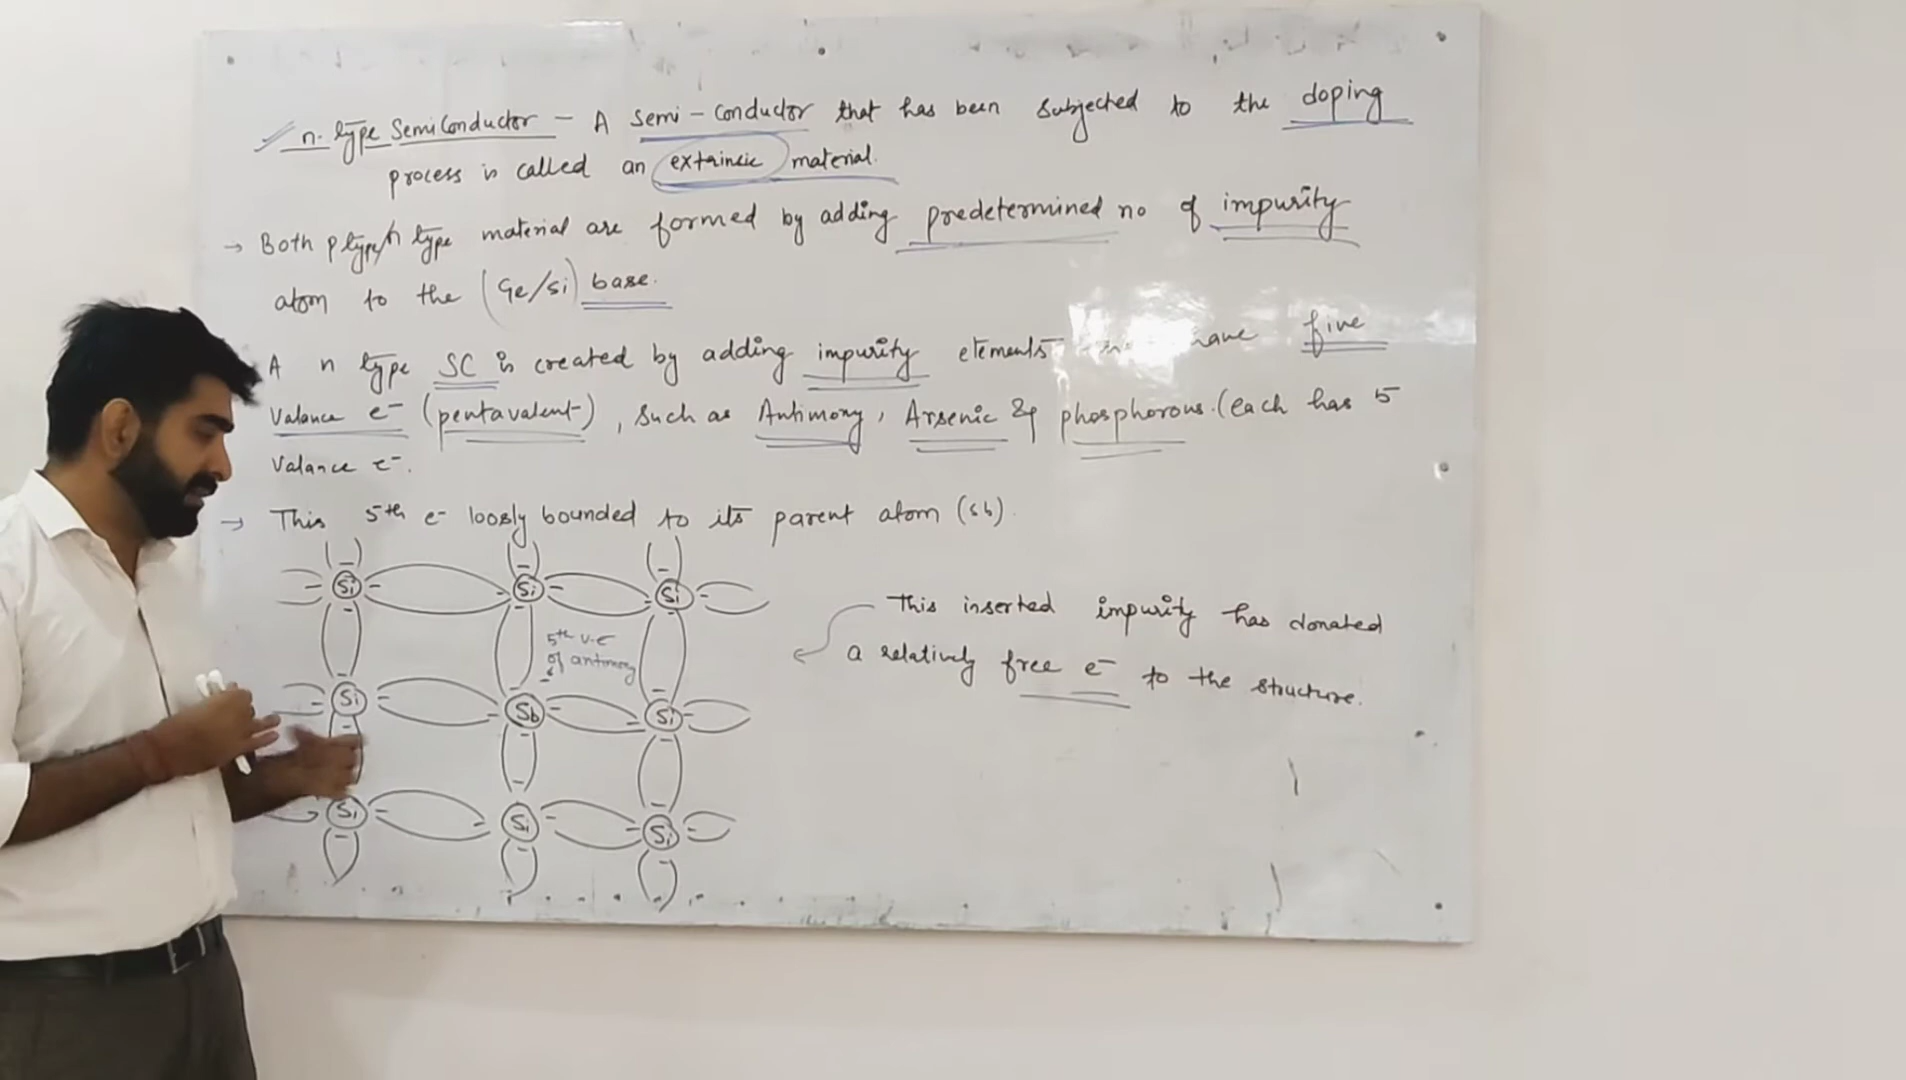 n-type SemiConductor - A Semi-Conductor that has been subjected to the doping
process is called an extrinsic material.
→ Both p type/n type material are formed by adding predetermined no of impurity
atom to the (Ge/Si) base.
A n type SC is created by adding impurity elements have five
Valance e- (pentavalent), such as Antimony, Arsenic & phosphorous. (each has 5
Valance e-.
→ This 5th e- loosly bounded to its parent atom (Sb).
Si Si Si
5th v.e
of antimony
Si Sb Si
Si Si Si
This inserted impurity has donated
a relatively free e- to the structure.